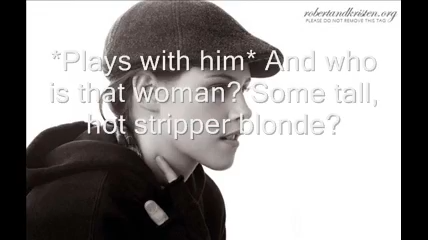 robertandkristen.org
PLEASE DO NOT REMOVE THIS TAG
*Plays with him* And who
is that woman? Some tall,
hot stripper blonde?